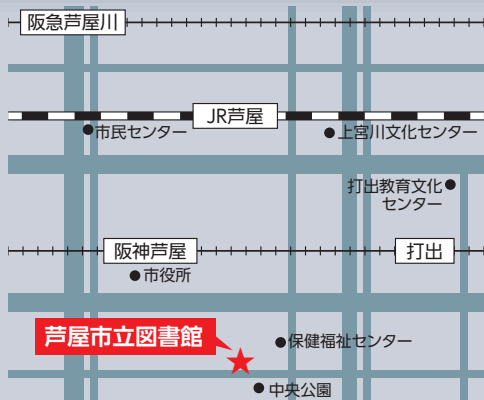 阪急芦屋川
JR芦屋
市民センター
上宮川文化センター
打出教育文化
センター
阪神芦屋
打出
市役所
芦屋市立図書館
保健福祉センター
中央公園